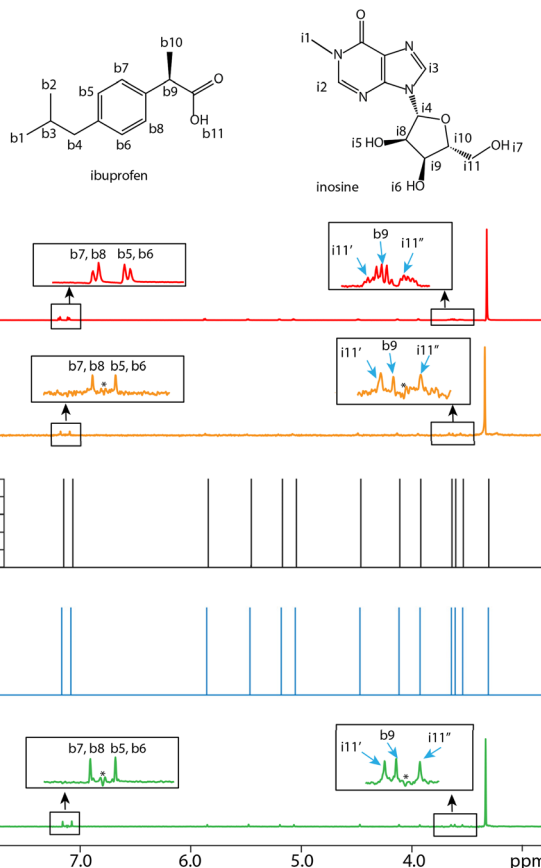 b10
b7
b2
b5
b9
O
OH
b11
b3
b1
b4
b6
b8
ibuprofen
O
i1
N
N
i3
i2
N
N
i4
O
i8
i5 HO
i10
OH i7
i9
i11
i6 HO
inosine
b7, b8 b5, b6
b9
i11′
i11″
b7, b8 b5, b6
*
i11′
b9
i11″
*
b7, b8 b5, b6
*
b9
i11′
i11″
*
7.0 6.0 5.0 4.0 ppm